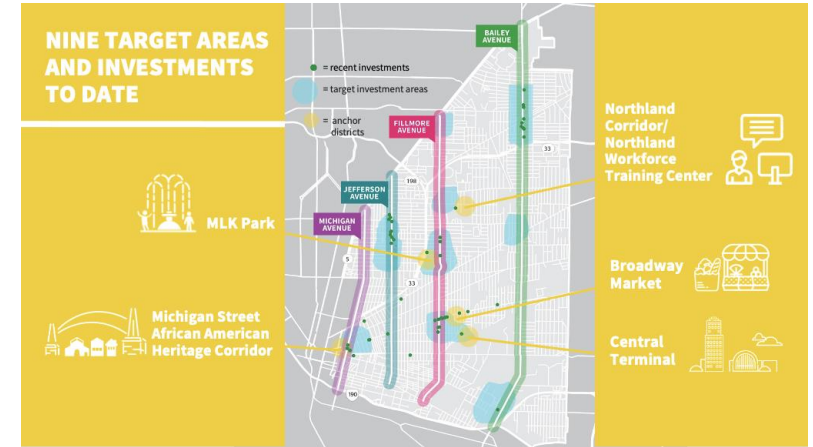 NINE TARGET AREAS
AND INVESTMENTS
TO DATE
MLK Park
Michigan Street
African American
Heritage Corridor
= recent investments
= target investment areas
= anchor
districts
BAILEY
AVENUE
FILLMORE
AVENUE
JEFFERSON
AVENUE
MICHIGAN
AVENUE
33
198
5
33
190
Northland
Corridor/
Northland
Workforce
Training Center
Broadway
Market
Central
Terminal